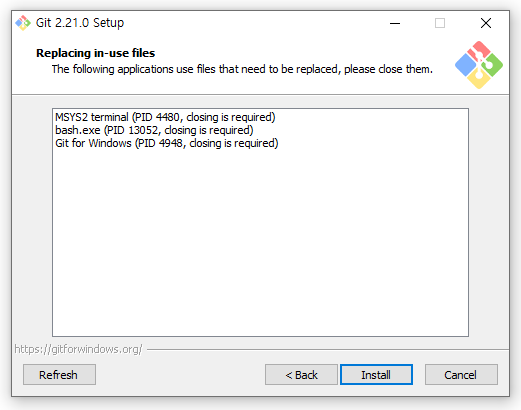 Git 2.21.0 Setup
Replacing in-use files
The following applications use files that need to be replaced, please close them.
MSYS2 terminal (PID 4480, closing is required)
bash.exe (PID 13052, closing is required)
Git for Windows (PID 4948, closing is required)
https://gitforwindows.org/
Refresh
< Back
Install
Cancel